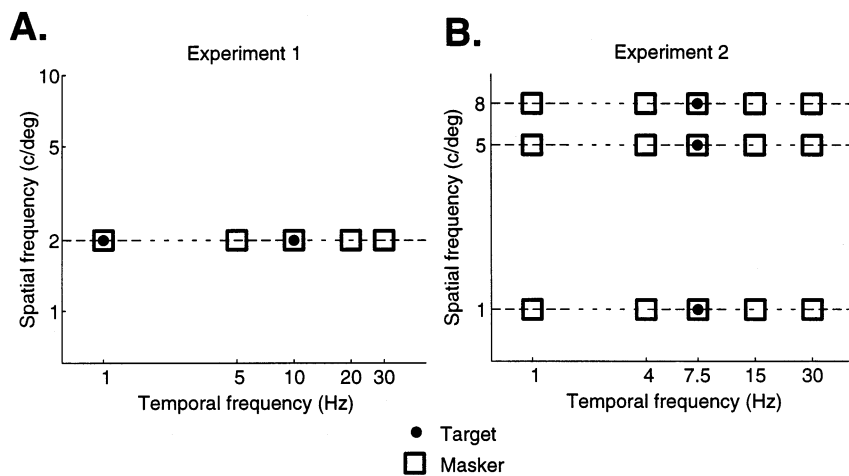 A.
Experiment 1
Spatial frequency (c/deg)
10
5
2
1
1 5 10 20 30
Temporal frequency (Hz)
B.
Experiment 2
Spatial frequency (c/deg)
8
5
1
1 4 7.5 15 30
Temporal frequency (Hz)
Target
Masker